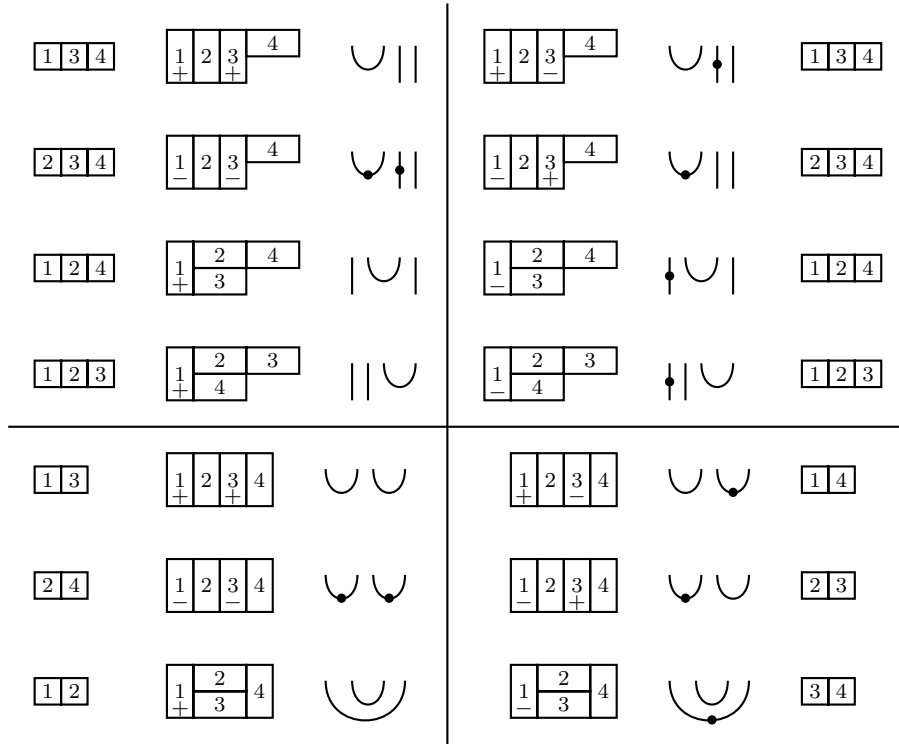 1 3 4 1 2 3 4 1 2 3 4 1 3 4
+ + + −
2 3 4 1 2 3 4 1 2 3 4 2 3 4
− − − +
1 2 4 1 2 4 1 2 4 1 2 4
+ 3 − 3
1 2 3 1 2 3 1 2 3 1 2 3
+ 4 − 4
1 3 1 2 3 4 1 2 3 4 1 4
+ + + −
2 4 1 2 3 4 1 2 3 4 2 3
− − − +
1 2 1 2 4 1 2 4 3 4
+ 3 − 3